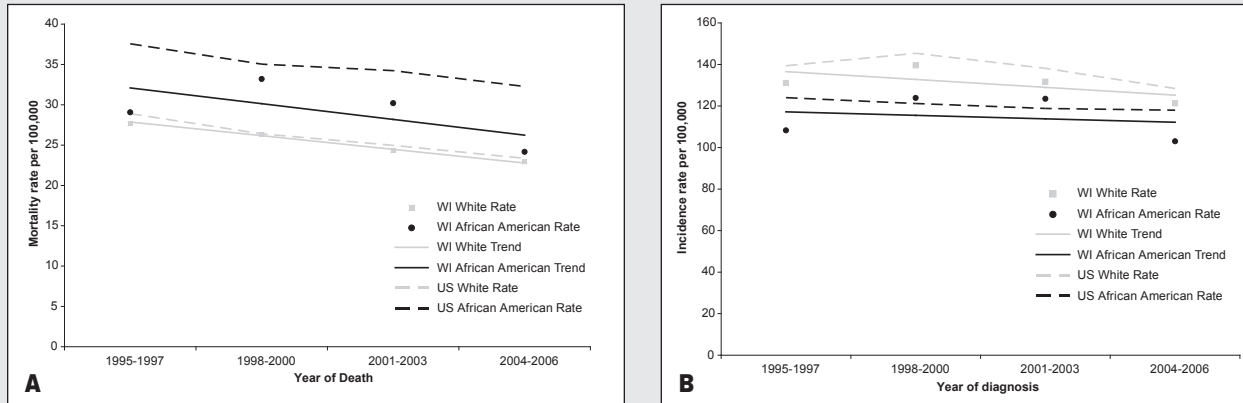 40
35
30
25
20
15
10
5
0
Mortality rate per 100,000
WI White Rate
WI African American Rate
WI White Trend
WI African American Trend
US White Rate
US African American Rate
1995-1997
1998-2000
2001-2003
2004-2006
Year of Death
A
160
140
120
100
80
60
40
20
0
Incidence rate per 100,000
WI White Rate
WI African American Rate
WI White Trend
WI African American Trend
US White Rate
US African American Rate
1995-1997
1998-2000
2001-2003
2004-2006
Year of diagnosis
B